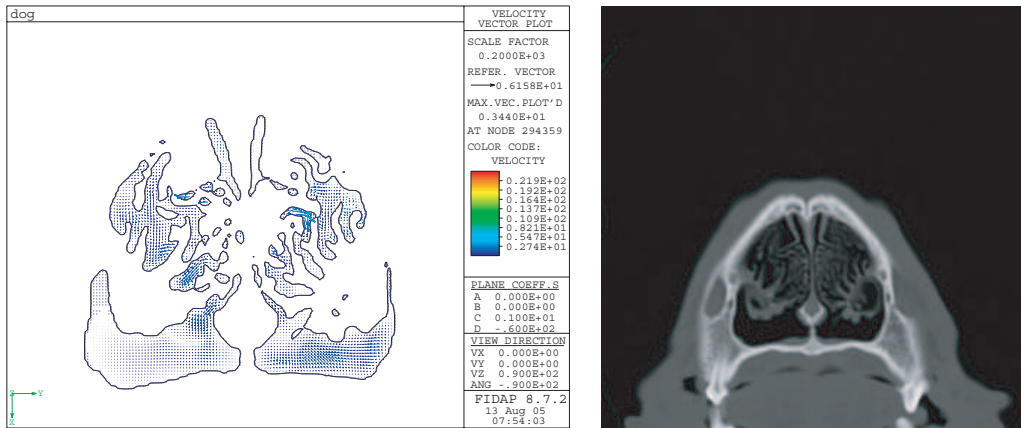 dog
VELOCITY
VECTOR PLOT
SCALE FACTOR
0.2000E+03
REFER. VECTOR
0.6158E+01
MAX.VEC.PLOT'D
0.3440E+01
AT NODE 294359
COLOR CODE:
VELOCITY
0.219E+02
0.192E+02
0.164E+02
0.137E+02
0.109E+02
0.821E+01
0.547E+01
0.274E+01
PLANE COEFF.S
A 0.000E+00
B 0.000E+00
C 0.100E+01
D -.600E+02
VIEW DIRECTION
VX 0.000E+00
VY 0.000E+00
VZ 0.900E+02
ANG -.900E+02
FIDAP 8.7.2
13 Aug 05
07:54:03
Z Y
X